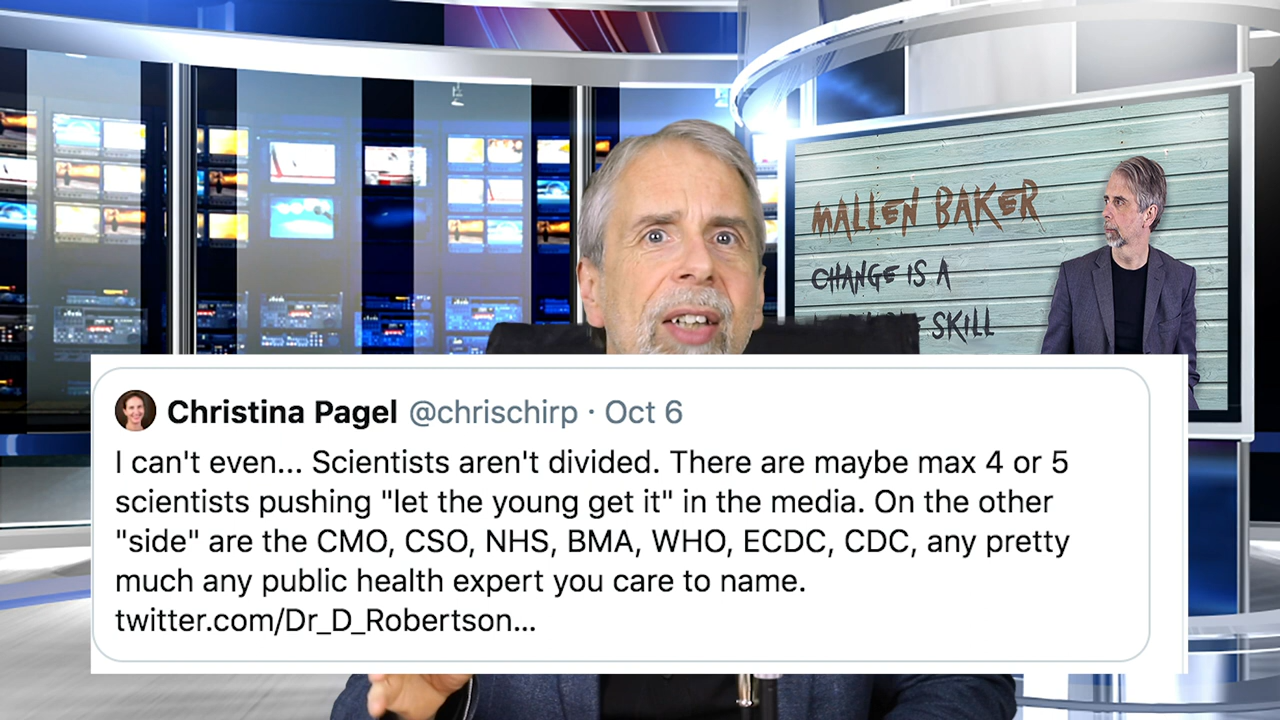 MALLEN BAKER
CHANGE IS A
SKILL
Christina Pagel @chrischirp · Oct 6
I can't even... Scientists aren't divided. There are maybe max 4 or 5
scientists pushing "let the young get it" in the media. On the other
"side" are the CMO, CSO, NHS, BMA, WHO, ECDC, CDC, any pretty
much any public health expert you care to name.
twitter.com/Dr_D_Robertson...